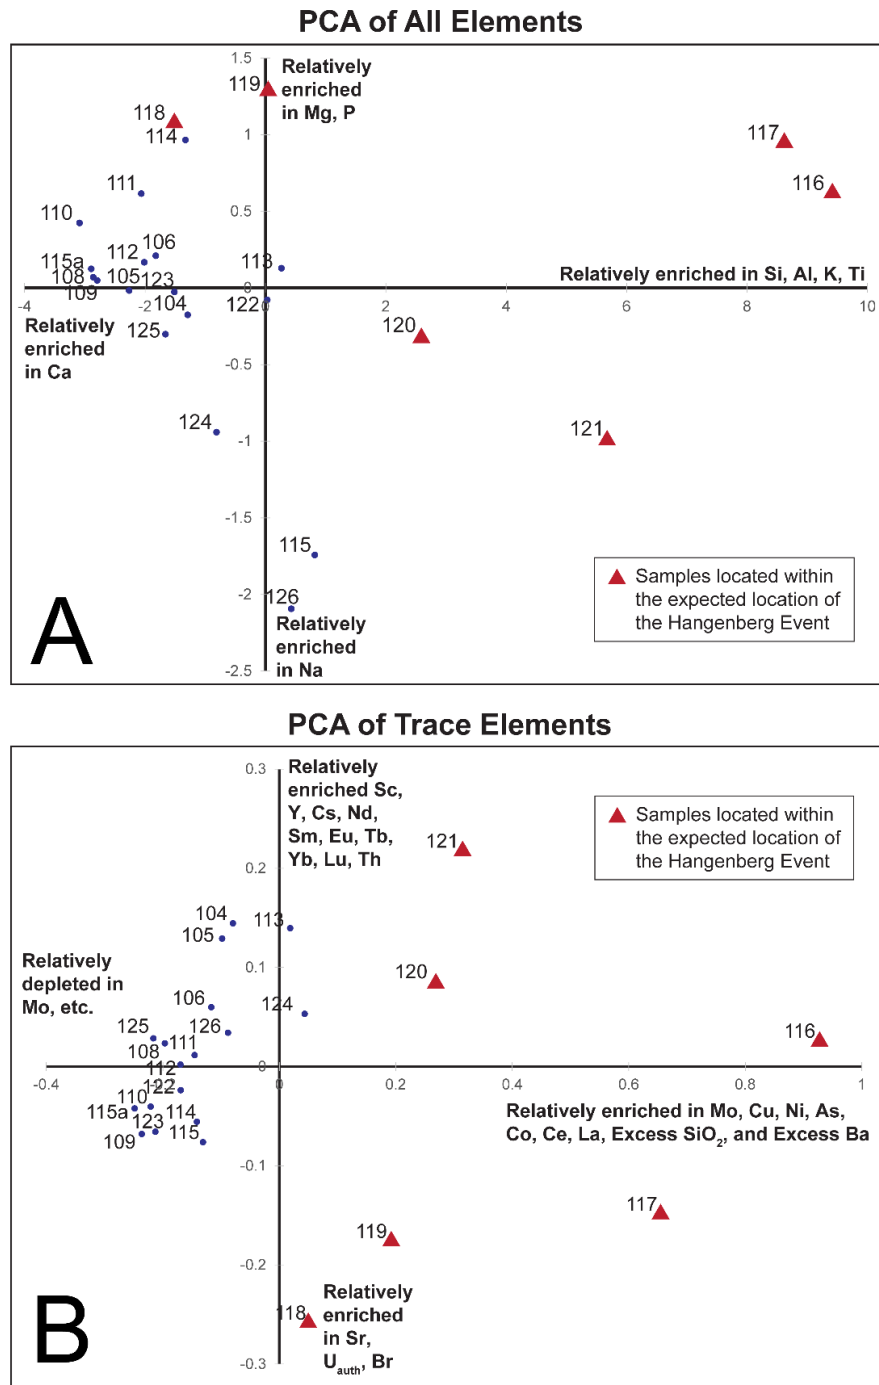 PCA of All Elements
1.5
119
Relatively
enriched
in Mg, P
118
114
1
117
116
111
110
0.5
106
112
115a
108
105
123
113
109
0
Relatively enriched in Si, Al, K, Ti
-4
-2
2
4
6
8
10
104
122
125
120
Relatively
enriched
in Ca
-0.5
124
-1
121
-1.5
115
-2
126
Relatively
enriched
in Na
-2.5
Samples located within
the expected location of
the Hangenberg Event
A
PCA of Trace Elements
0.3
Relatively
enriched Sc,
Y, Cs, Nd,
Sm, Eu, Tb,
Yb, Lu, Th
Samples located within
the expected location of
the Hangenberg Event
121
0.2
104
105
113
Relatively
depleted in
Mo, etc.
0.1
120
106
124
125
126
111
108
116
112
0
-0.4
-0.2
0
0.2
0.4
0.6
0.8
1
122
110
115a
114
123
115
109
Relatively enriched in Mo, Cu, Ni, As,
Co, Ce, La, Excess SiO₂, and Excess Ba
-0.1
117
119
-0.2
118
Relatively
enriched
in Sr,
Uauth, Br
-0.3
B